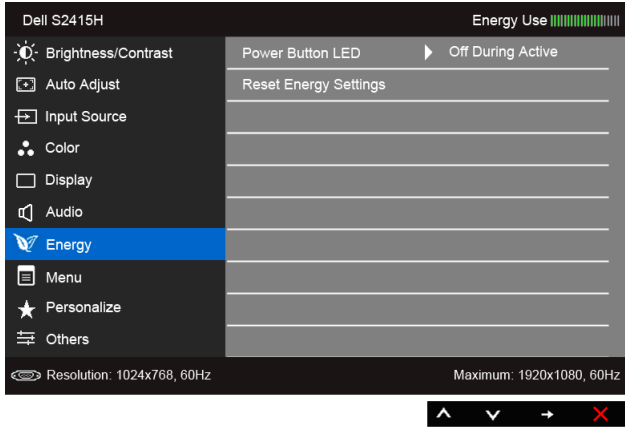 Dell S2415H
Energy Use
Brightness/Contrast
Auto Adjust
Input Source
Color
Display
Audio
Energy
Menu
Personalize
Others
Power Button LED
Off During Active
Reset Energy Settings
Resolution: 1024x768, 60Hz
Maximum: 1920x1080, 60Hz